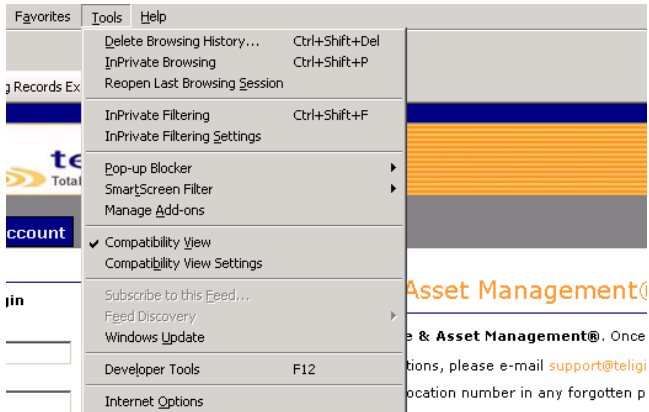 Favorites Tools Help
Delete Browsing History... Ctrl+Shift+Del
InPrivate Browsing Ctrl+Shift+P
Reopen Last Browsing Session
g Records Ex
InPrivate Filtering Ctrl+Shift+F
InPrivate Filtering Settings
te
Total
Pop-up Blocker
SmartScreen Filter
Manage Add-ons
ccount
Compatibility View
Compatibility View Settings
Subscribe to this Feed...
Asset Management®
gin
Feed Discovery
Windows Update
e & Asset Management®. Once
Developer Tools F12
tions, please e-mail support@teligi
ocation number in any forgotten p
Internet Options